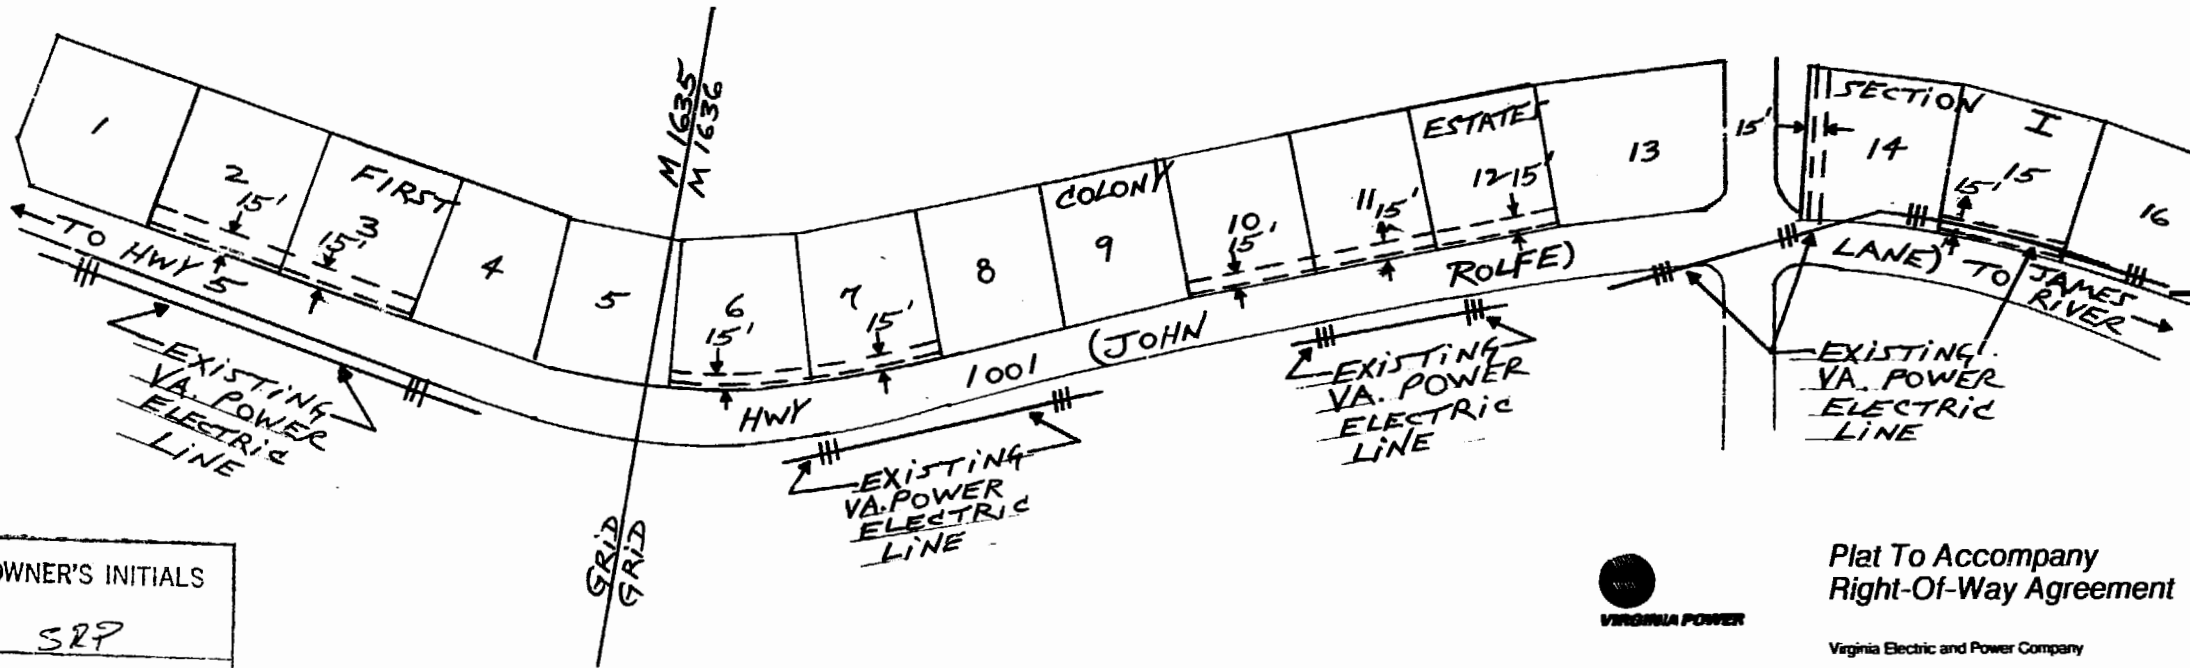 M 1635
M 1636
FIRST COLONY ESTATES SECTION I
1
2
15'
3
15'
4
5
6
15'
7
15'
8
9
10
15'
11
15'
12
15'
13
15'
14
15
15'
16
TO HWY 5
HWY 1001 (JOHN ROLFE) LANE) TO JAMES RIVER
EXISTING
VA. POWER
ELECTRIC
LINE
EXISTING
VA. POWER
ELECTRIC
LINE
EXISTING
VA. POWER
ELECTRIC
LINE
EXISTING
VA. POWER
ELECTRIC
LINE
GRID
GRID
OWNER'S INITIALS
SRP
VIRGINIA POWER
Plat To Accompany
Right-Of-Way Agreement
Virginia Electric and Power Company